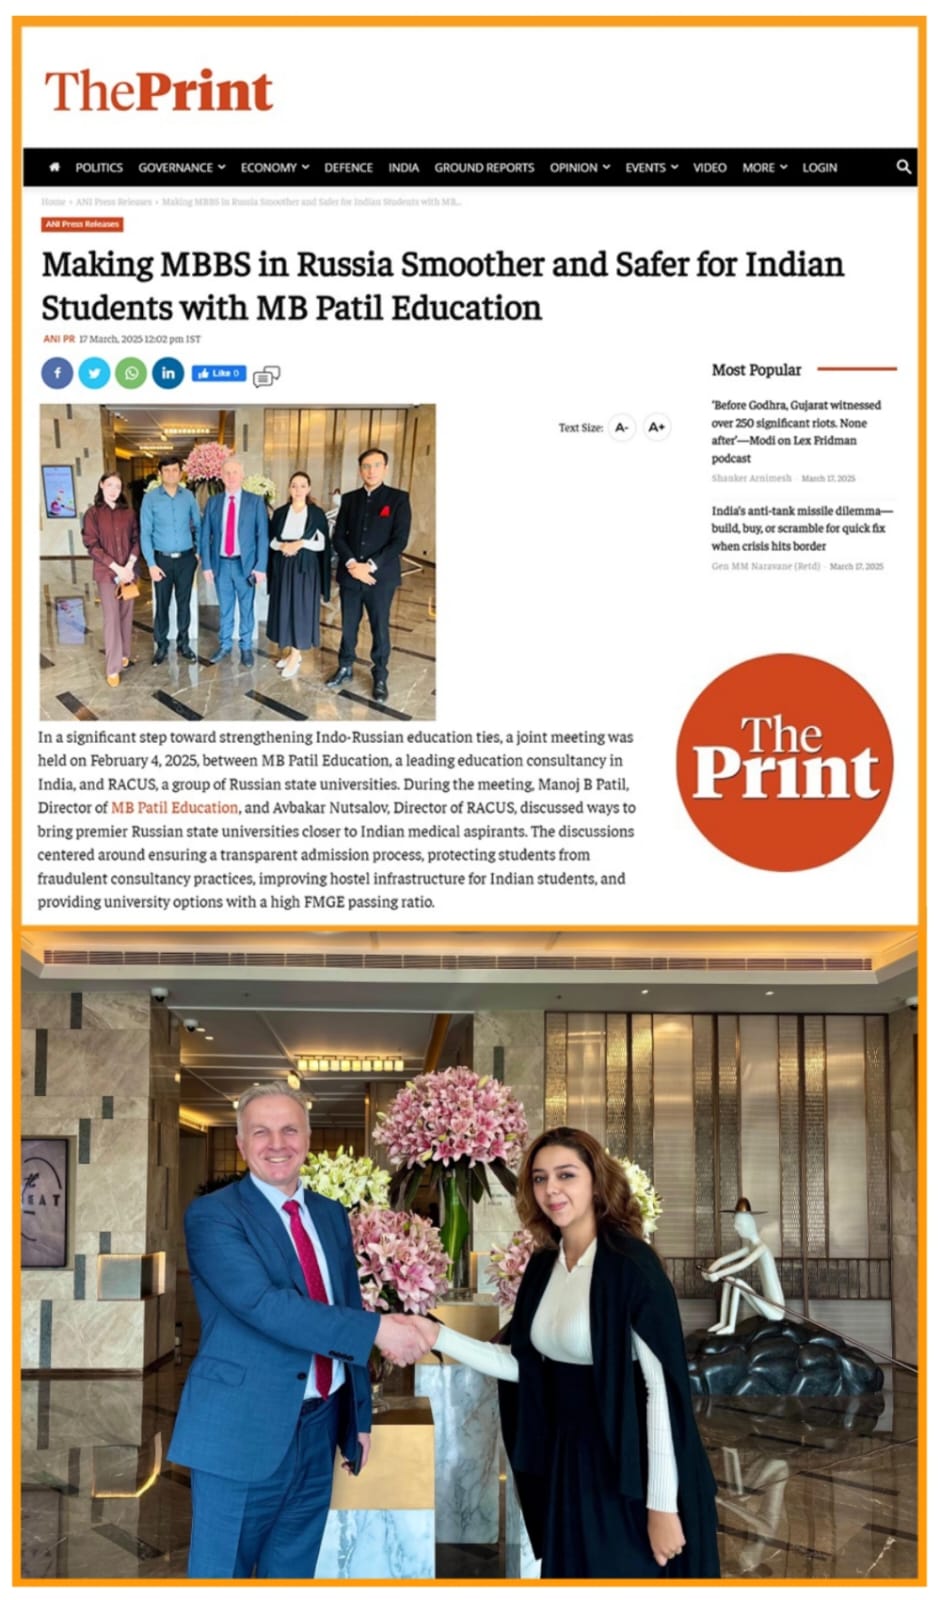 ThePrint
POLITICS GOVERNANCE ECONOMY DEFENCE INDIA GROUND REPORTS OPINION EVENTS VIDEO MORE LOGIN
Home › ANI Press Releases › Making MBBS in Russia Smoother and Safer for Indian Students with MB...
ANI Press Releases
Making MBBS in Russia Smoother and Safer for Indian
Students with MB Patil Education
ANI PR 17 March, 2025 12:02 pm IST
Like 0
Text Size: A- A+
In a significant step toward strengthening Indo-Russian education ties, a joint meeting was
held on February 4, 2025, between MB Patil Education, a leading education consultancy in
India, and RACUS, a group of Russian state universities. During the meeting, Manoj B Patil,
Director of MB Patil Education, and Avbakar Nutsalov, Director of RACUS, discussed ways to
bring premier Russian state universities closer to Indian medical aspirants. The discussions
centered around ensuring a transparent admission process, protecting students from
fraudulent consultancy practices, improving hostel infrastructure for Indian students, and
providing university options with a high FMGE passing ratio.
Most Popular
'Before Godhra, Gujarat witnessed
over 250 significant riots. None
after'—Modi on Lex Fridman
podcast
Shanker Arnimesh - March 17, 2025
India's anti-tank missile dilemma—
build, buy, or scramble for quick fix
when crisis hits border
Gen MM Naravane (Retd) - March 17, 2025
The
Print